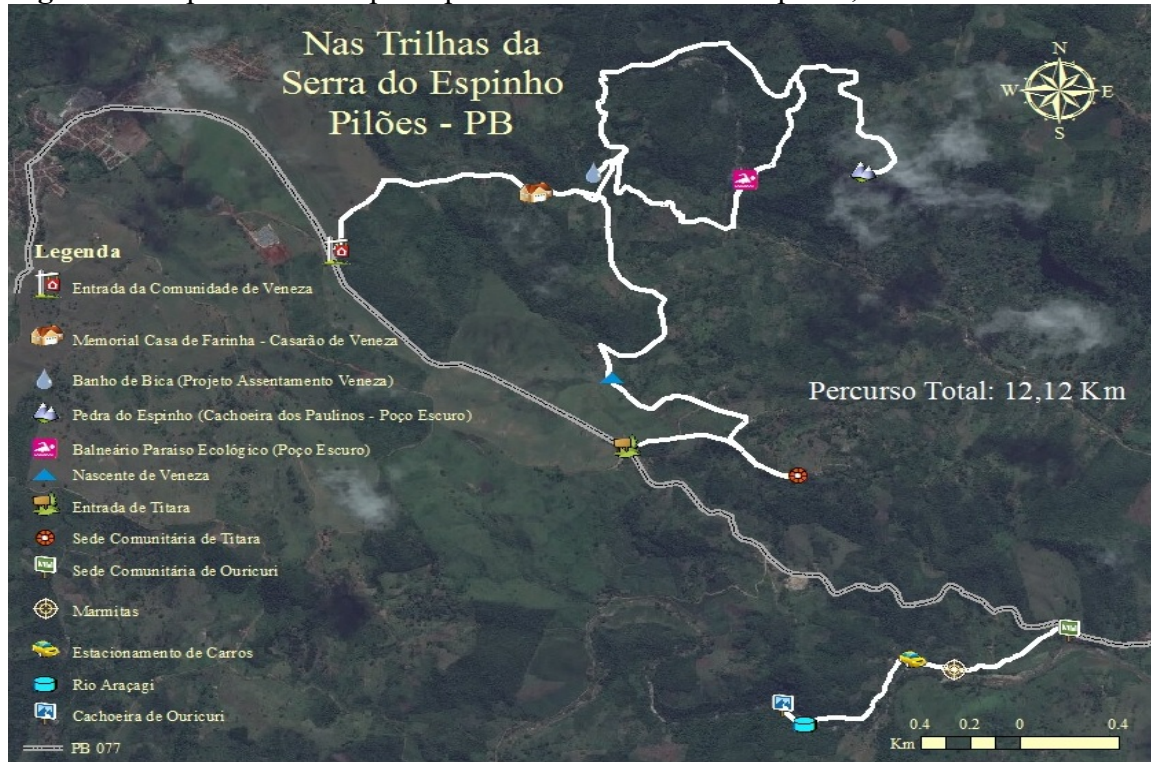 Nas Trilhas da
Serra do Espinho
Pilões - PB
N
W E
S
Legenda
Entrada da Comunidade de Veneza
Memorial Casa de Farinha - Casarão de Veneza
Banho de Bica (Projeto Assentamento Veneza)
Pedra do Espinho (Cachoeira dos Paulinos - Poço Escuro)
Balneário Paraiso Ecológico (Poço Escuro)
Nascente de Veneza
Entrada de Titara
Sede Comunitária de Titara
Sede Comunitária de Ouricuri
Marmitas
Estacionamento de Carros
Rio Araçagi
Cachoeira de Ouricuri
PB 077
Percurso Total: 12,12 Km
0.4 0.2 0 0.4
Km